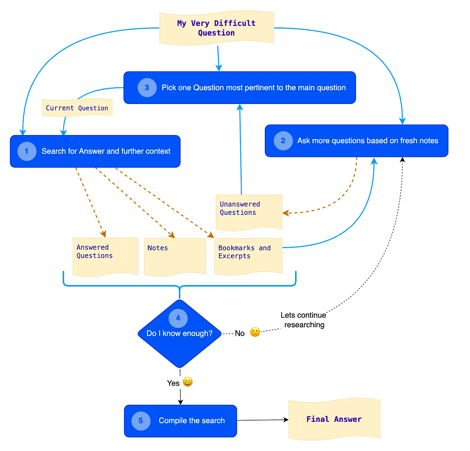 My Very Difficult
Question
3
Pick one Question most pertinent to the main question
Current Question
1
Search for Answer and further context
2
Ask more questions based on fresh notes
Unanswered
Questions
Answered
Questions
Notes
Bookmarks and
Excerpts
4
Do I know enough?
No
Lets continue
researching
Yes
5
Compile the search
Final Answer